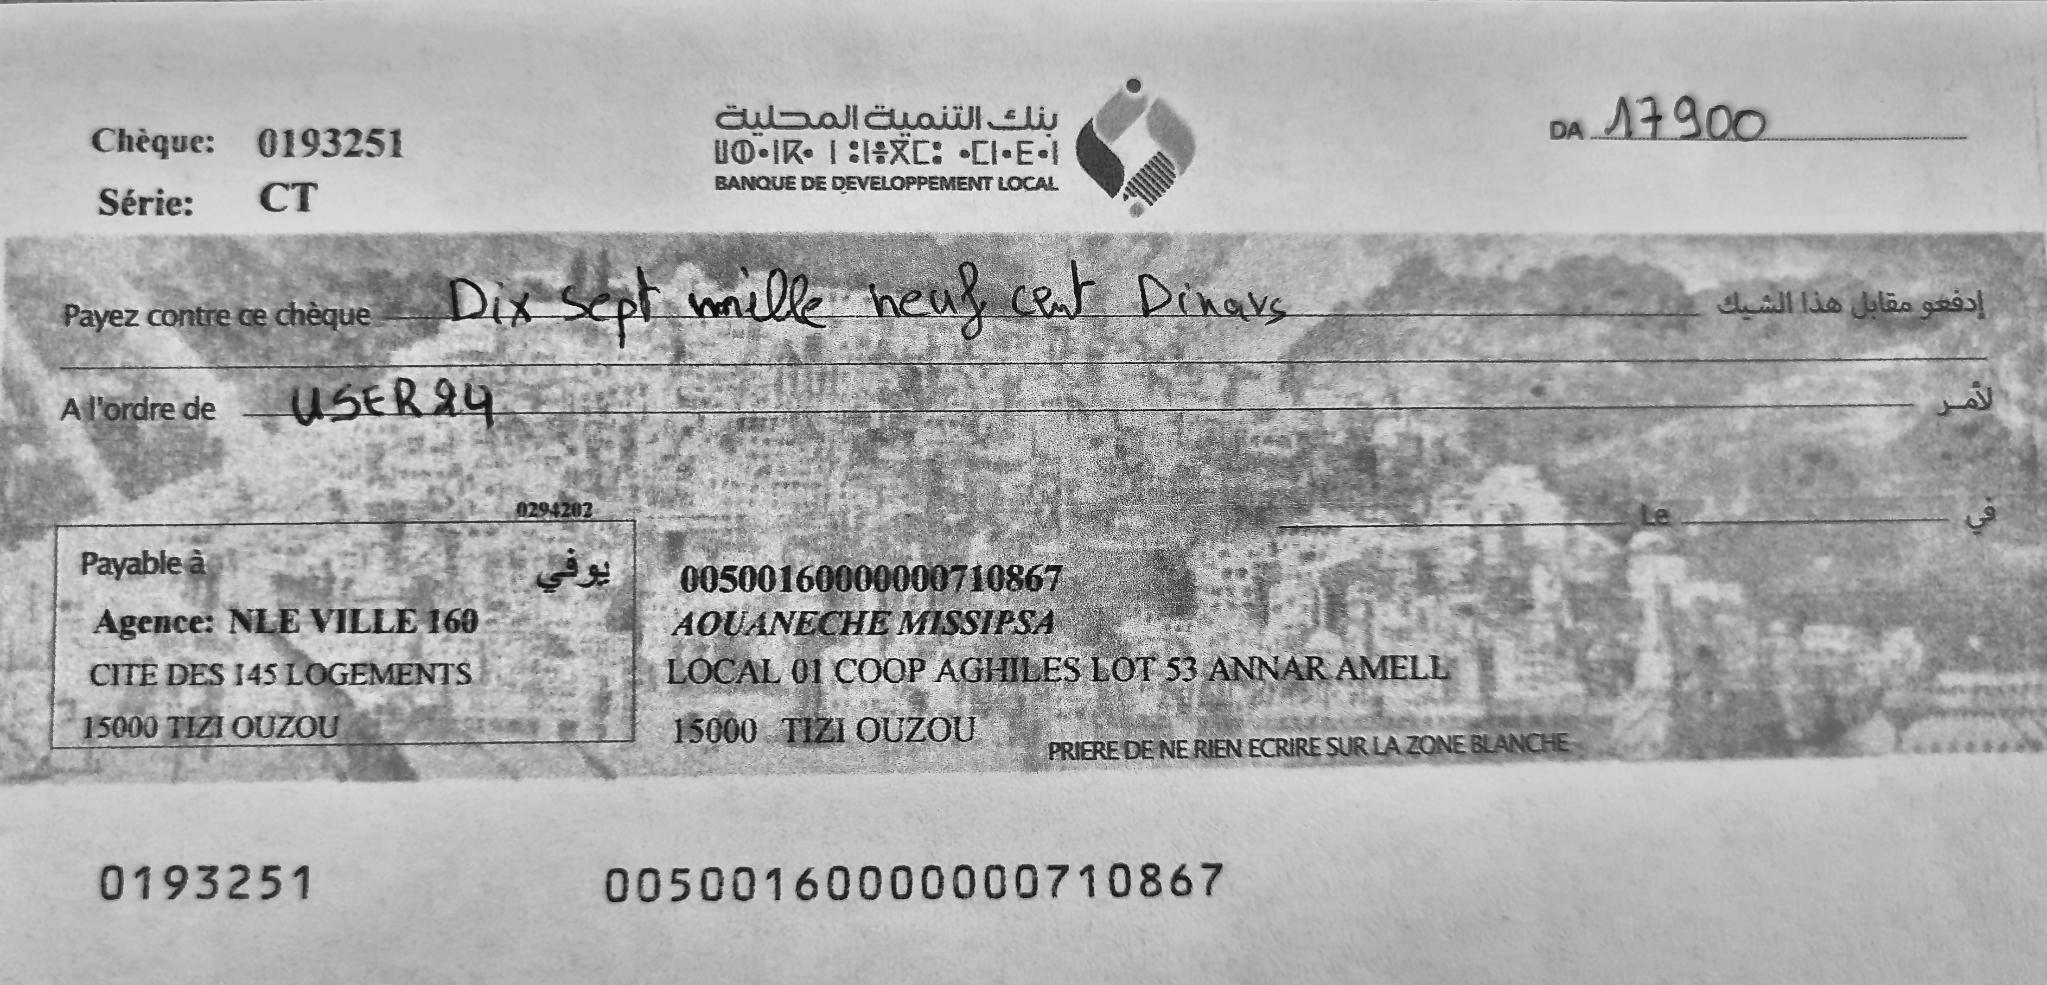 بنك التنمية المحلية
ⵡⵀⴰⵏⴽⴰ ⵏ ⵓⵏⵏⴻⴳⵎⵓ ⴰⵎⵏⴰⴹⴰⵏ
BANQUE DE DEVELOPPEMENT LOCAL
Chèque: 0193251
Série: CT
DA 17900
Payez contre ce chèque Dix sept mille neuf cent Dinars إدفعو مقابل هذا الشيك
A l'ordre de USER24 لأمر
Le في
0294202
Payable à يوفي
Agence: NLE VILLE 160
CITE DES 145 LOGEMENTS
15000 TIZI OUZOU
00500160000000710867
AOUANECHE MISSIPSA
LOCAL 01 COOP AGHILES LOT 53 ANNAR AMELL
15000 TIZI OUZOU
PRIERE DE NE RIEN ECRIRE SUR LA ZONE BLANCHE
0193251 00500160000000710867